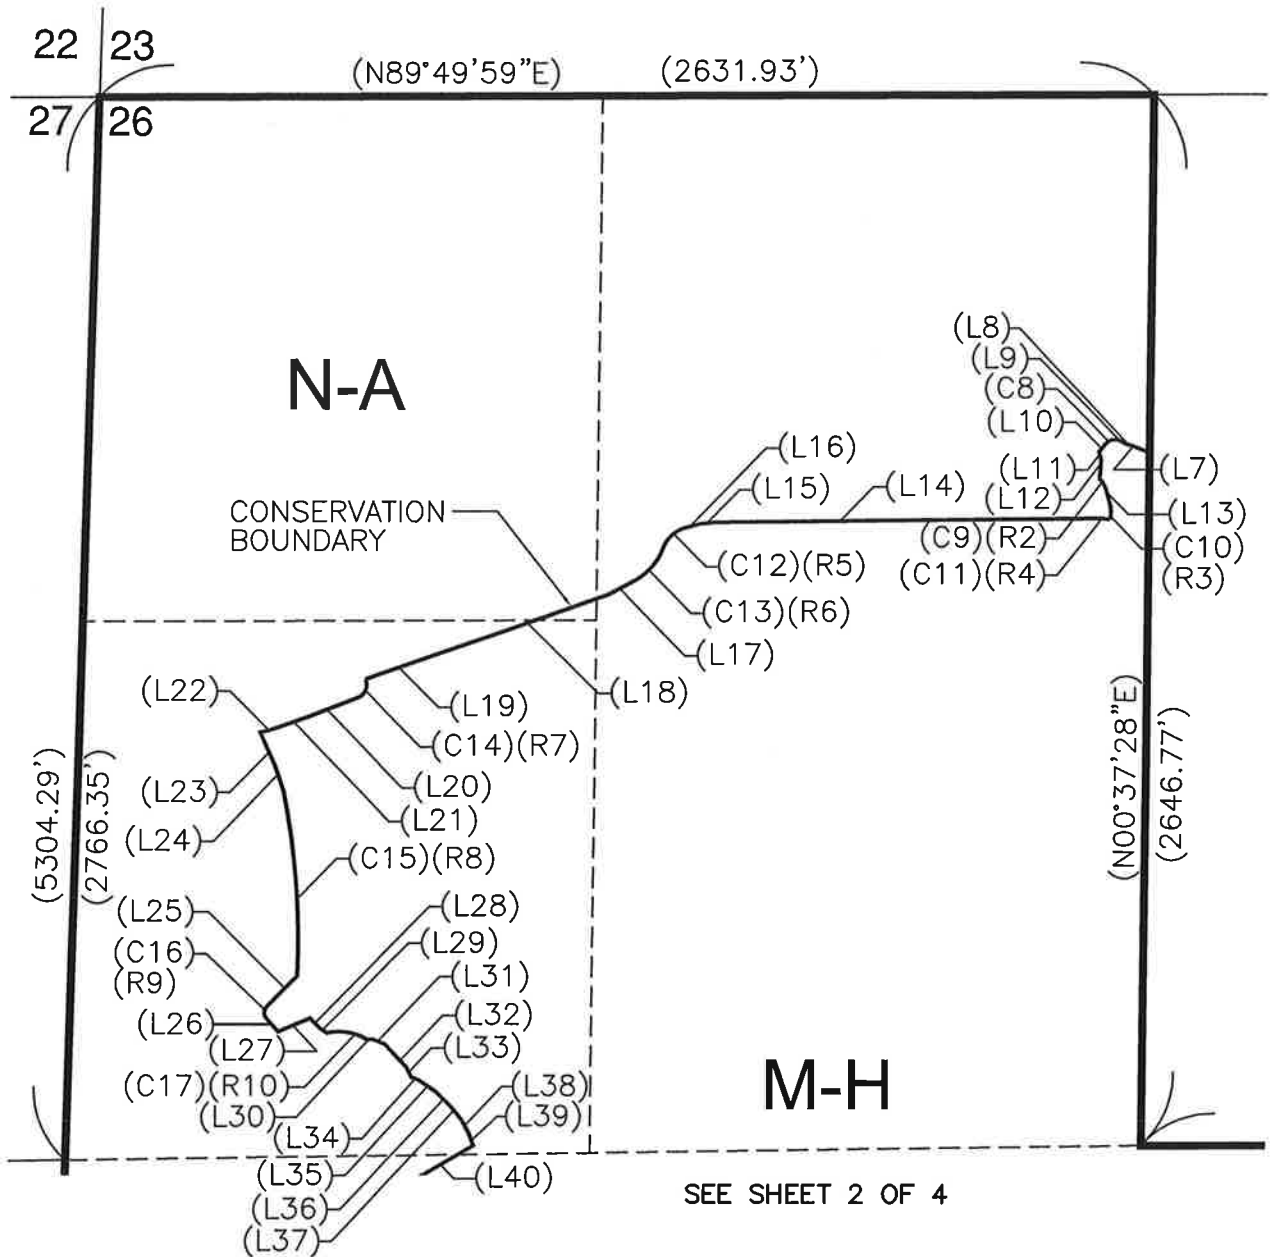 22 23
(N89°49'59"E) (2631.93')
27 26
N-A
(L8)
(L9)
(C8)
(L10)
(L16)
(L11)
(L7)
(L15)
(L14)
(L12)
CONSERVATION
BOUNDARY
(L13)
(C9)(R2)
(C10)
(R3)
(C12)(R5)
(C11)(R4)
(C13)(R6)
(L17)
(L22)
(L18)
(L19)
(C14)(R7)
(L20)
(L23)
(L21)
(L24)
(C15)(R8)
(N00°37'28"E)
(2646.77')
(5304.29')
(2766.35')
(L25)
(L28)
(C16)
(R9)
(L29)
(L31)
(L26)
(L32)
(L27)
(L33)
(C17)(R10)
(L38)
M-H
(L30)
(L39)
(L34)
(L35)
(L40)
SEE SHEET 2 OF 4
(L36)
(L37)